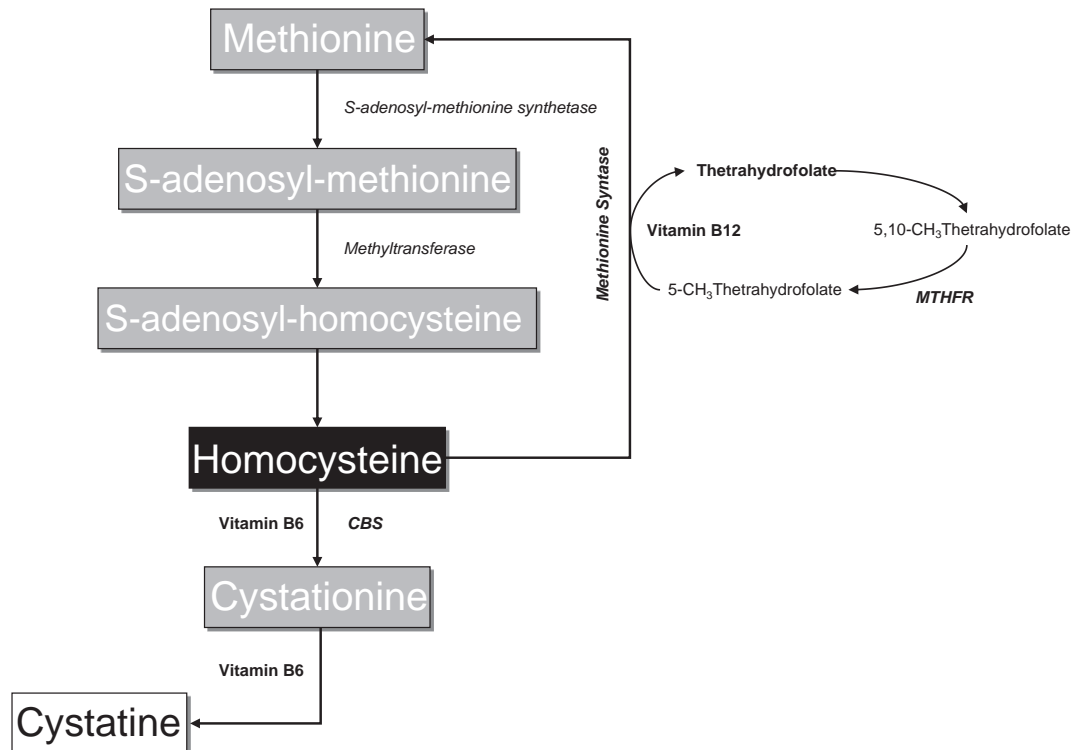 Methionine
S-adenosyl-methionine synthetase
S-adenosyl-methionine
Methyltransferase
S-adenosyl-homocysteine
Homocysteine
Vitamin B6 CBS
Cystationine
Vitamin B6
Cystatine
Methionine Syntase
Thetrahydrofolate
Vitamin B12
5,10-CH₃Thetrahydrofolate
5-CH₃Thetrahydrofolate
MTHFR